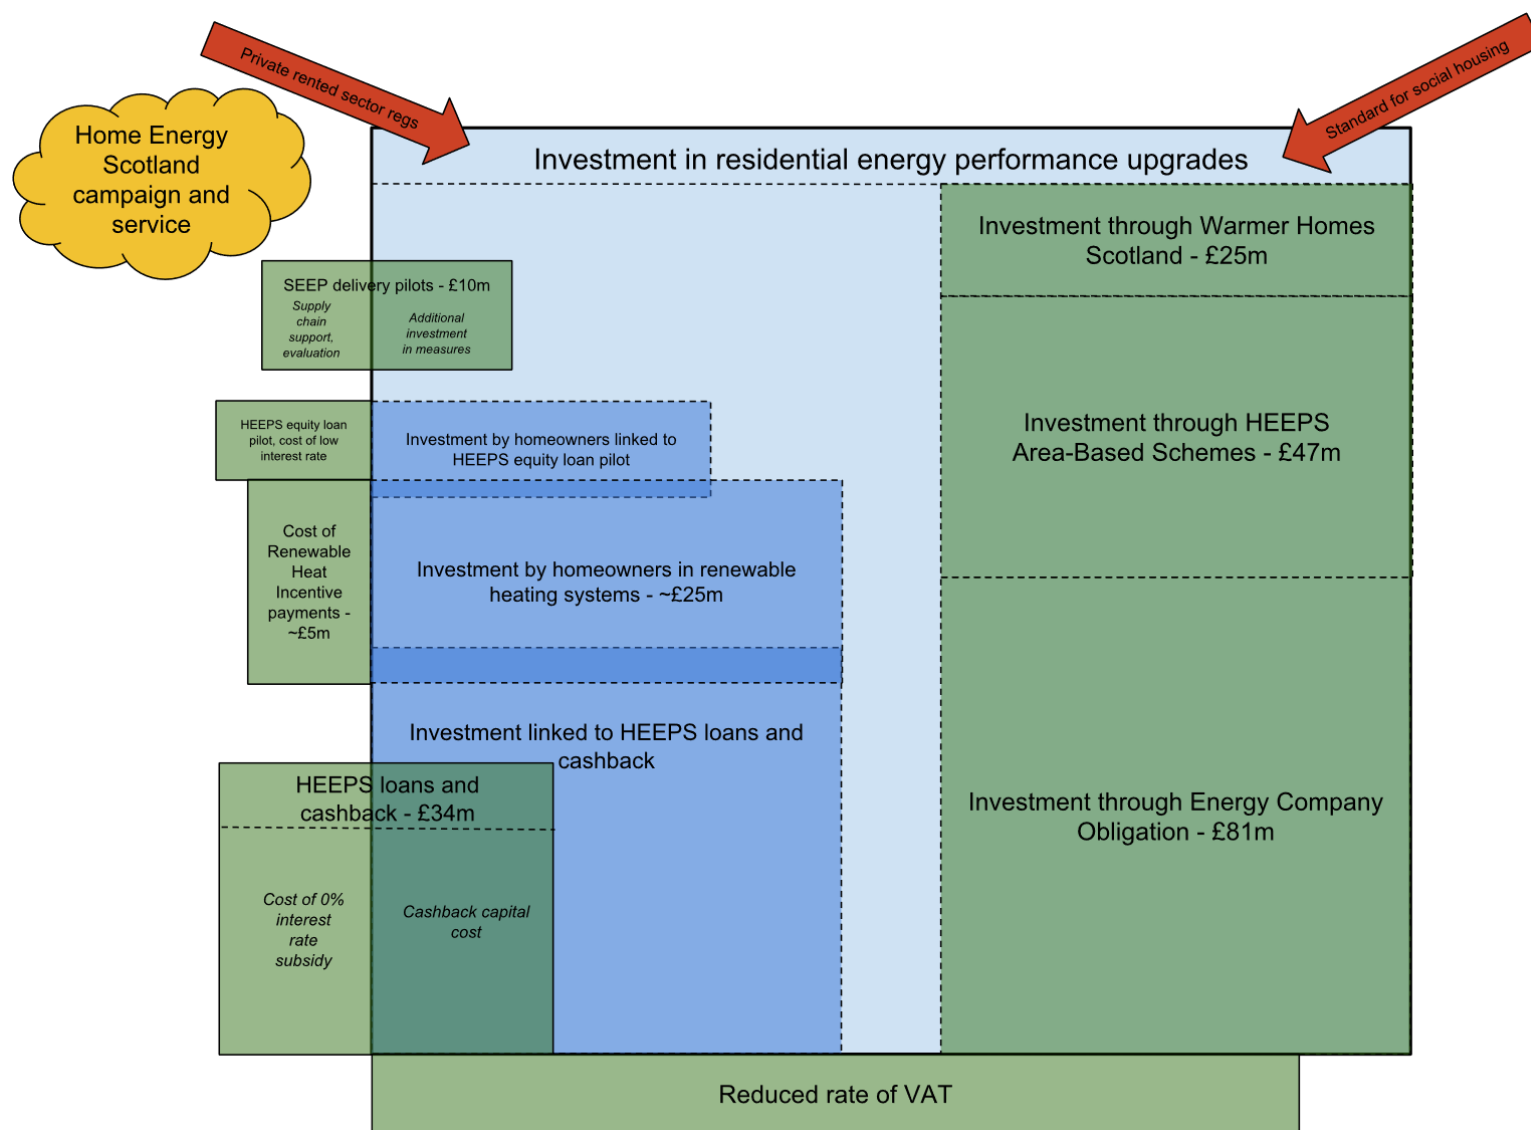 Private rented sector regs
Standard for social housing
Home Energy
Scotland
campaign and
service
Investment in residential energy performance upgrades
Investment through Warmer Homes
Scotland - £25m
SEEP delivery pilots - £10m
Supply
chain
support,
evaluation
Additional
investment
in measures
HEEPS equity loan
pilot, cost of low
interest rate
Investment by homeowners linked to
HEEPS equity loan pilot
Investment through HEEPS
Area-Based Schemes - £47m
Cost of
Renewable
Heat
Incentive
payments -
~£5m
Investment by homeowners in renewable
heating systems - ~£25m
Investment linked to HEEPS loans and
cashback
HEEPS loans and
cashback - £34m
Cost of 0%
interest
rate
subsidy
Cashback capital
cost
Investment through Energy Company
Obligation - £81m
Reduced rate of VAT